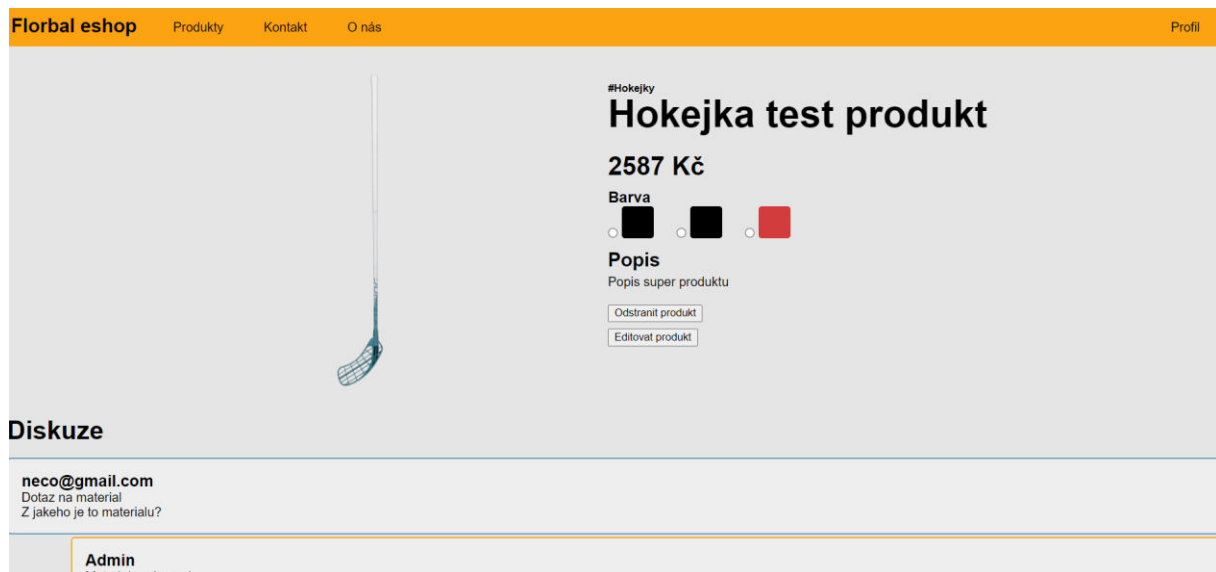 Florbal eshop Produkty Kontakt O nás Profil
#Hokejky
Hokejka test produkt
2587 Kč
Barva
Popis
Popis super produktu
Odstranit produkt
Editovat produkt
Diskuze
neco@gmail.com
Dotaz na material
Z jakeho je to materialu?
Admin